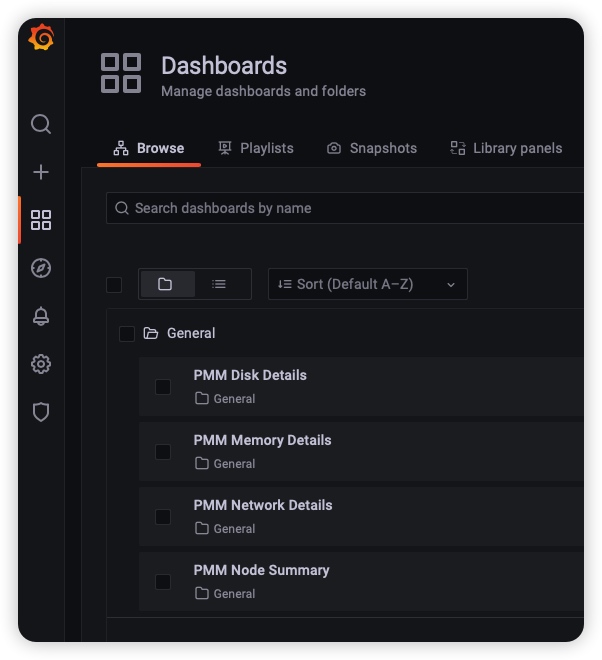 Dashboards
Manage dashboards and folders
Browse Playlists Snapshots Library panels
Search dashboards by name
Sort (Default A–Z)
General
PMM Disk Details
General
PMM Memory Details
General
PMM Network Details
General
PMM Node Summary
General